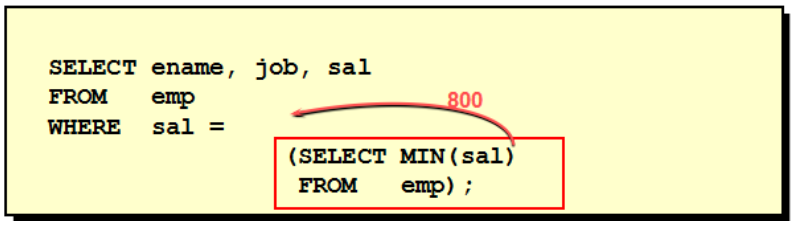 SELECT ename, job, sal
FROM emp
800
WHERE sal =
(SELECT MIN(sal)
FROM emp);